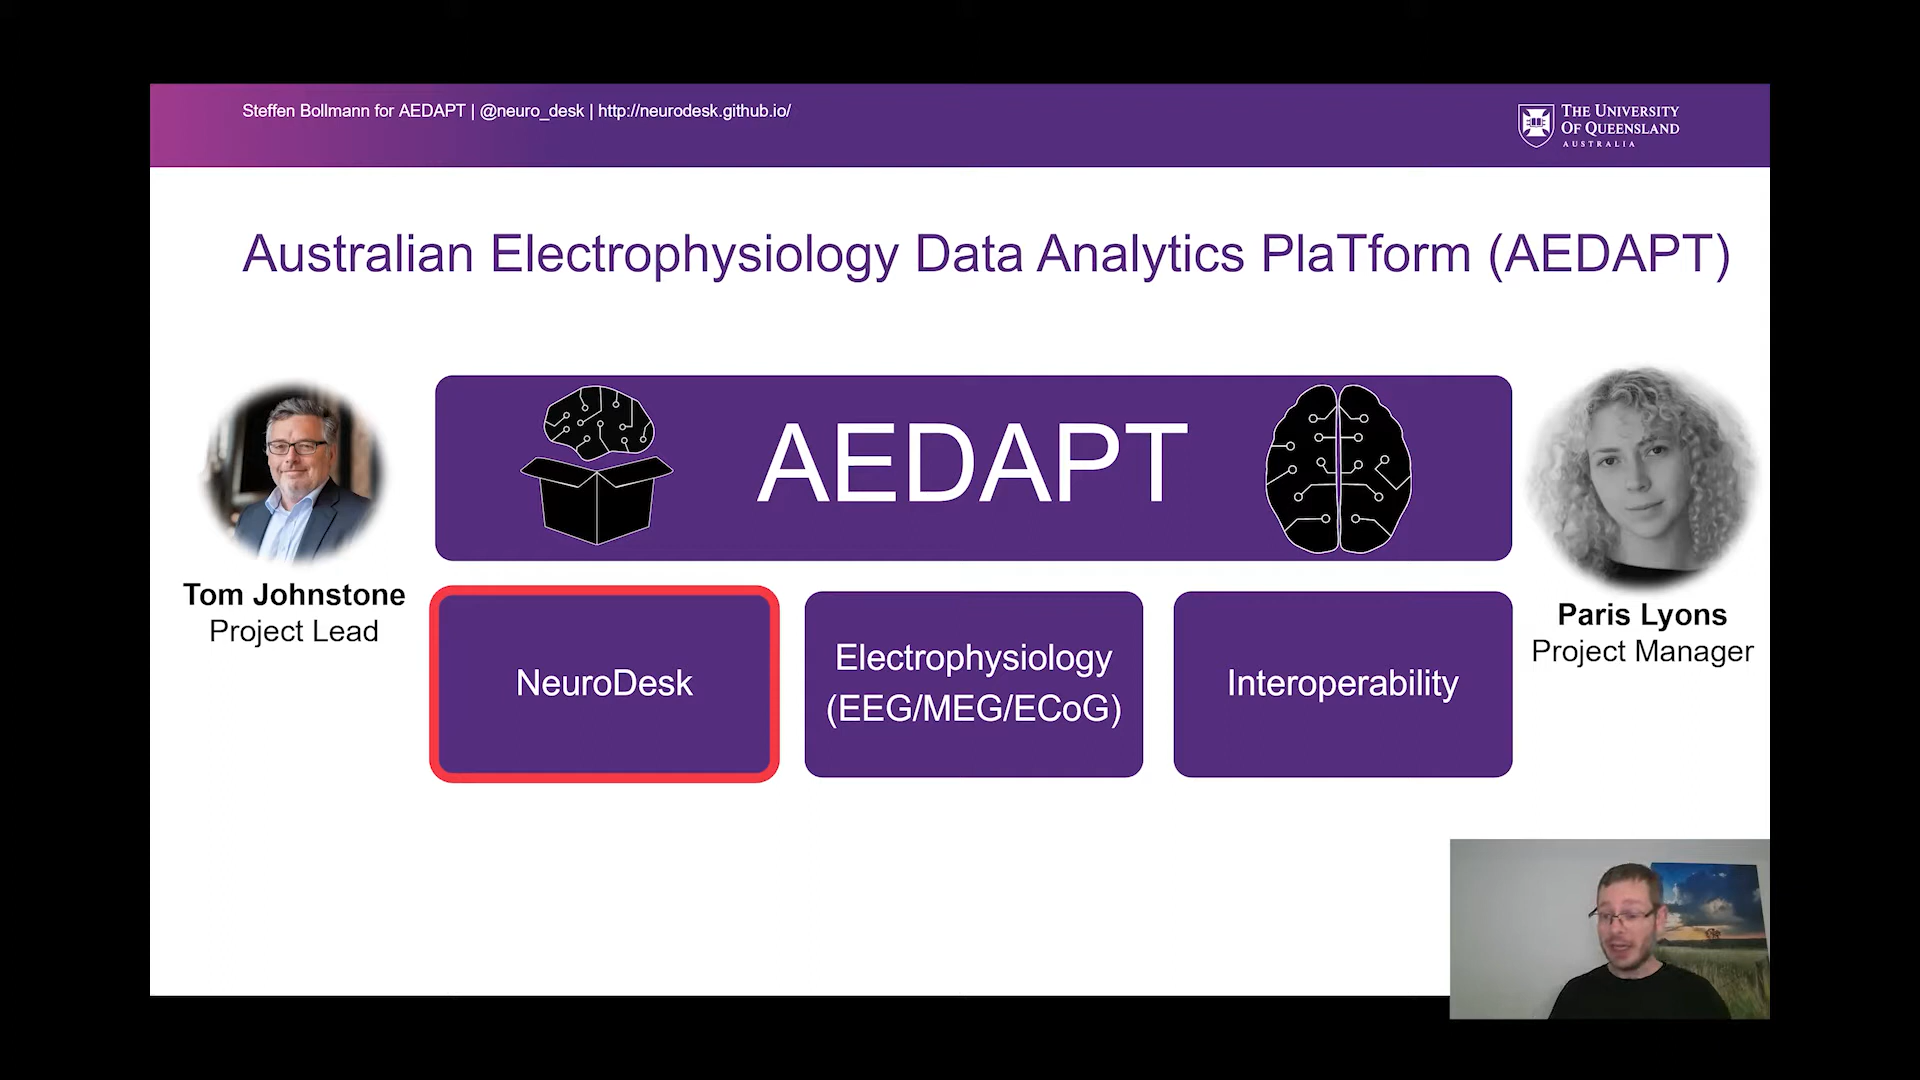 Steffen Bollmann for AEDAPT | @neuro_desk | http://neurodesk.github.io/
THE UNIVERSITY
OF QUEENSLAND
AUSTRALIA
Australian Electrophysiology Data Analytics PlaTform (AEDAPT)
AEDAPT
Tom Johnstone
Project Lead
NeuroDesk
Electrophysiology
(EEG/MEG/ECoG)
Interoperability
Paris Lyons
Project Manager